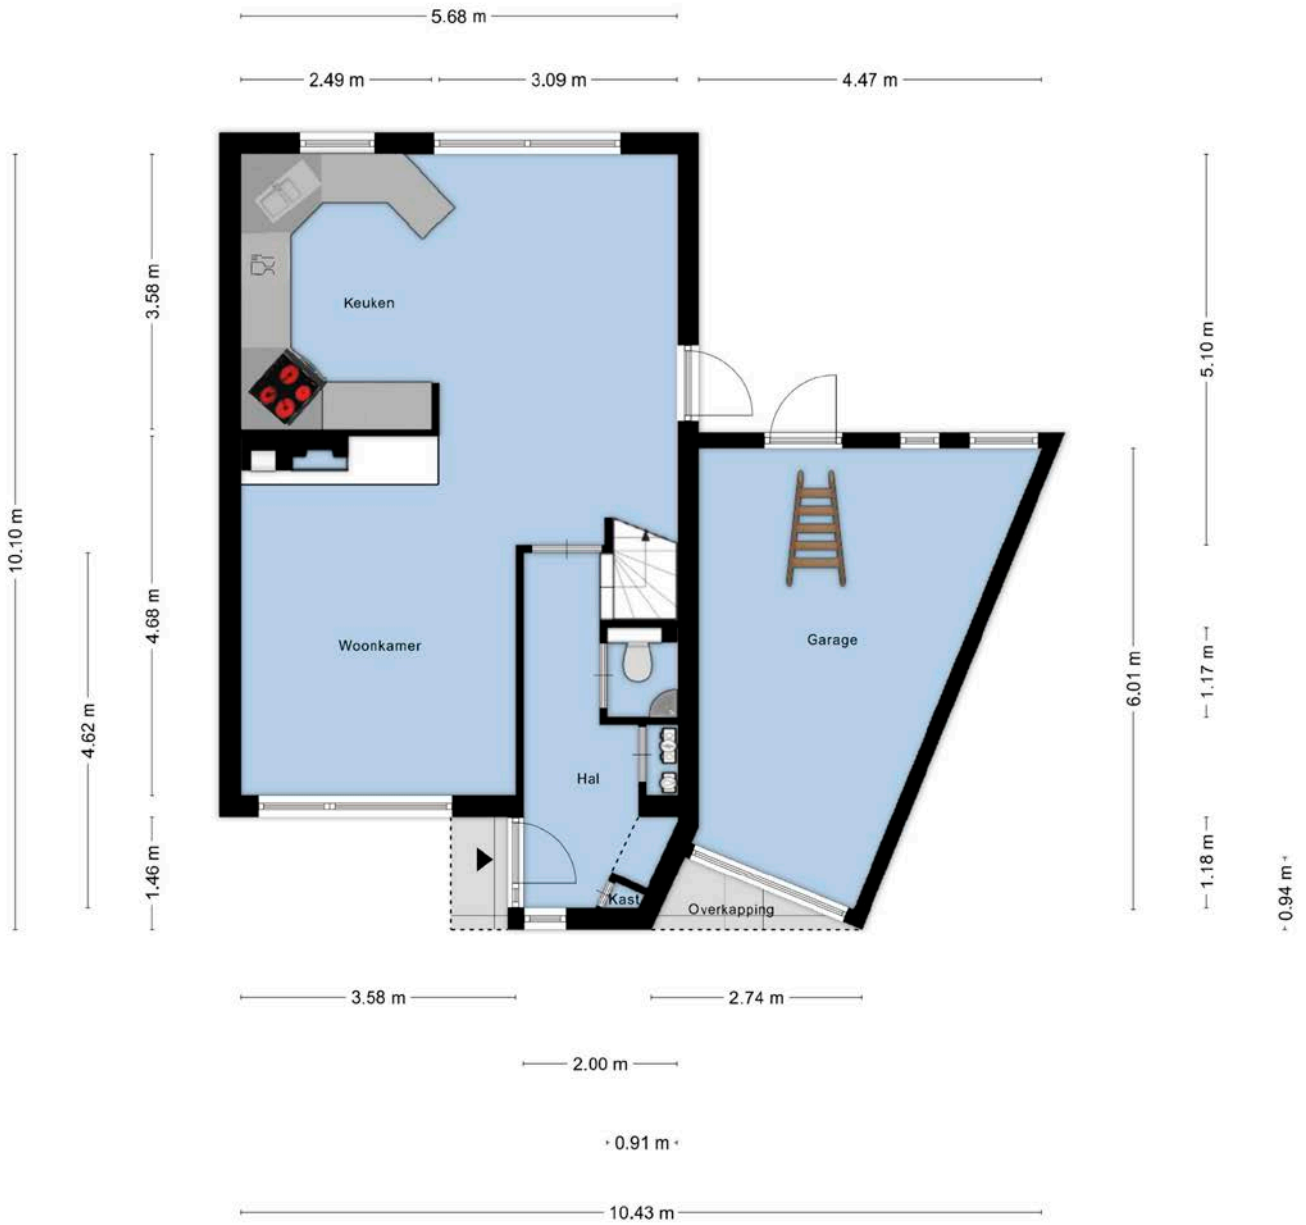 5.68 m
2.49 m
3.09 m
4.47 m
10.10 m
4.62 m
3.58 m
4.68 m
1.46 m
Keuken
Woonkamer
Hal
Kast
Garage
Overkapping
5.10 m
6.01 m
1.17 m
1.18 m
0.94 m
3.58 m
2.74 m
2.00 m
0.91 m
10.43 m